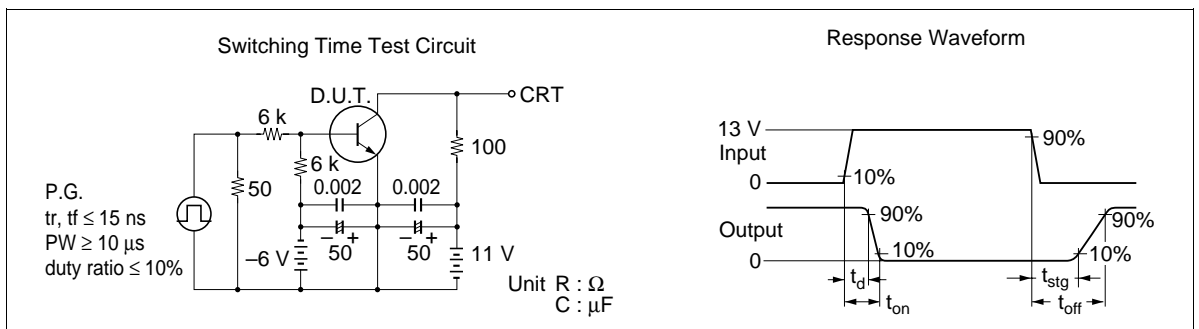 Switching Time Test Circuit
D.U.T.
CRT
6 k
6 k
100
50
0.002 0.002
P.G.
tr, tf ≤ 15 ns
PW ≥ 10 µs
duty ratio ≤ 10%
–6 V
– +
50
– +
50
11 V
Unit R : Ω
C : µF
Response Waveform
13 V
Input
0
10%
90%
Output
0
90%
10%
90%
10%
td
ton
tstg
toff